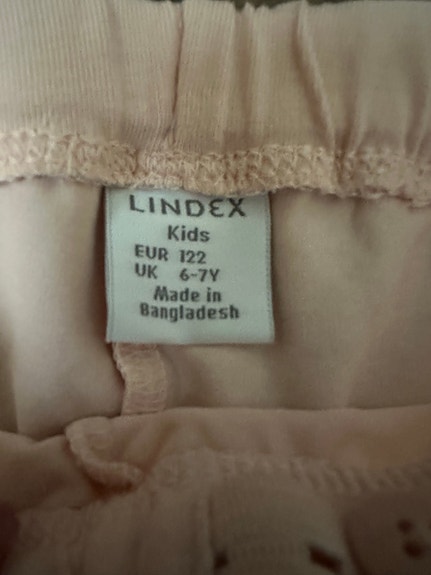 LINDEX
Kids
EUR 122
UK 6-7Y
Made in
Bangladesh